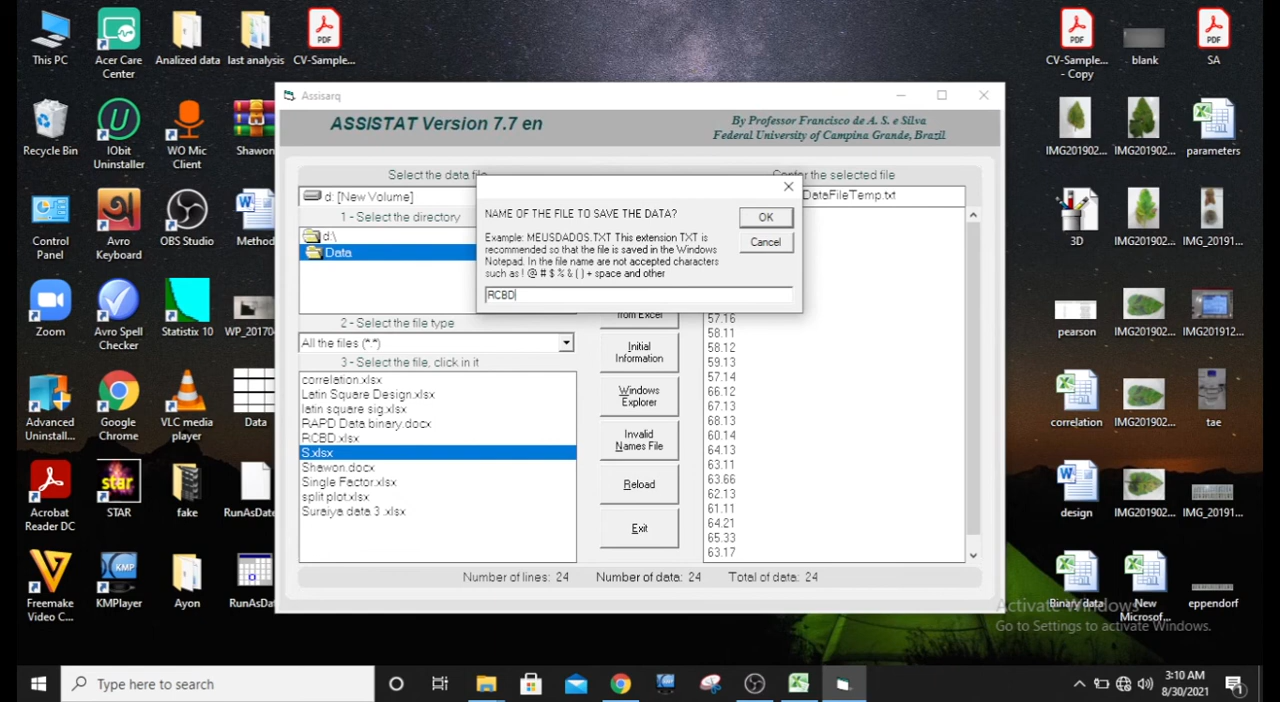 This PC
Acer Care
Center
Analized data
last analysis
CV-Sample...
CV-Sample...
- Copy
blank
SA
Recycle Bin
IObit
Uninstaller
WO Mic
Client
Shawon
IMG201902...
IMG201902...
parameters
Control
Panel
Avro
Keyboard
OBS Studio
Method
3D
IMG201902...
IMG_20191...
Zoom
Avro Spell
Checker
Statistix 10
WP_201704
pearson
IMG201902...
IMG201912...
Advanced
Uninstall...
Google
Chrome
VLC media
player
Data
correlation
IMG201902...
tae
Acrobat
Reader DC
STAR
fake
RunAsDate
design
IMG201902...
IMG_20191...
Freemake
Video C...
KMPlayer
Ayon
RunAsDat
Binary data
New
Microsof...
eppendorf
Assisarq
ASSISTAT Version 7.7 en
By Professor Francisco de A. S. e Silva
Federal University of Campina Grande, Brazil
Select the data file
the selected file
d: [New Volume]
DataFileTemp.txt
1 - Select the directory
d:\
Data
NAME OF THE FILE TO SAVE THE DATA?
OK
Cancel
Example: MEUSDADOS.TXT This extension TXT is
recommended so that the file is saved in the Windows
Notepad. In the file name are not accepted characters
such as ! @ # $ % & ( ) + space and other
RCBD
2 - Select the file type
All the files (*.*)
3 - Select the file, click in it
correlation.xlsx
Latin Square Design.xlsx
latin square sig.xlsx
RAPD Data binary.docx
RCBD.xlsx
S.xlsx
Shawon.docx
Single Factor.xlsx
split plot.xlsx
Suraiya data 3 .xlsx
from Excel
Initial
Information
Windows
Explorer
Invalid
Names File
Reload
Exit
57.16
58.11
58.12
59.13
57.14
66.12
67.13
68.13
60.14
64.13
63.11
63.66
62.13
61.11
64.21
65.33
63.17
Number of lines: 24
Number of data: 24
Total of data: 24
Activate Windows
Go to Settings to activate Windows.
Type here to search
3:10 AM
8/30/2021
1